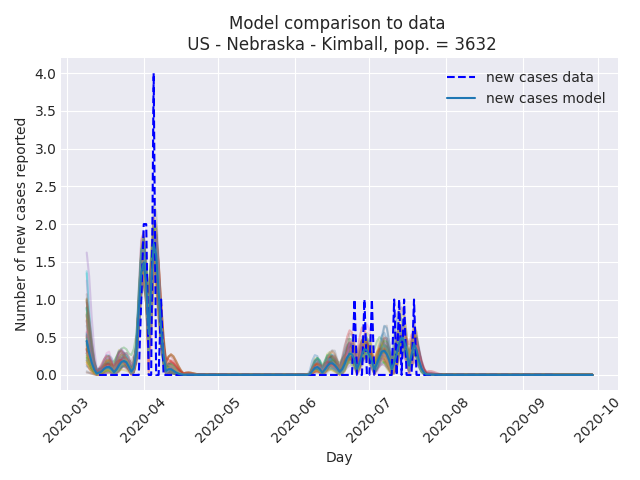 Model comparison to data
US - Nebraska - Kimball, pop. = 3632
new cases data
new cases model
Number of new cases reported
4.0
3.5
3.0
2.5
2.0
1.5
1.0
0.5
0.0
2020-03
2020-04
2020-05
2020-06
2020-07
2020-08
2020-09
2020-10
Day